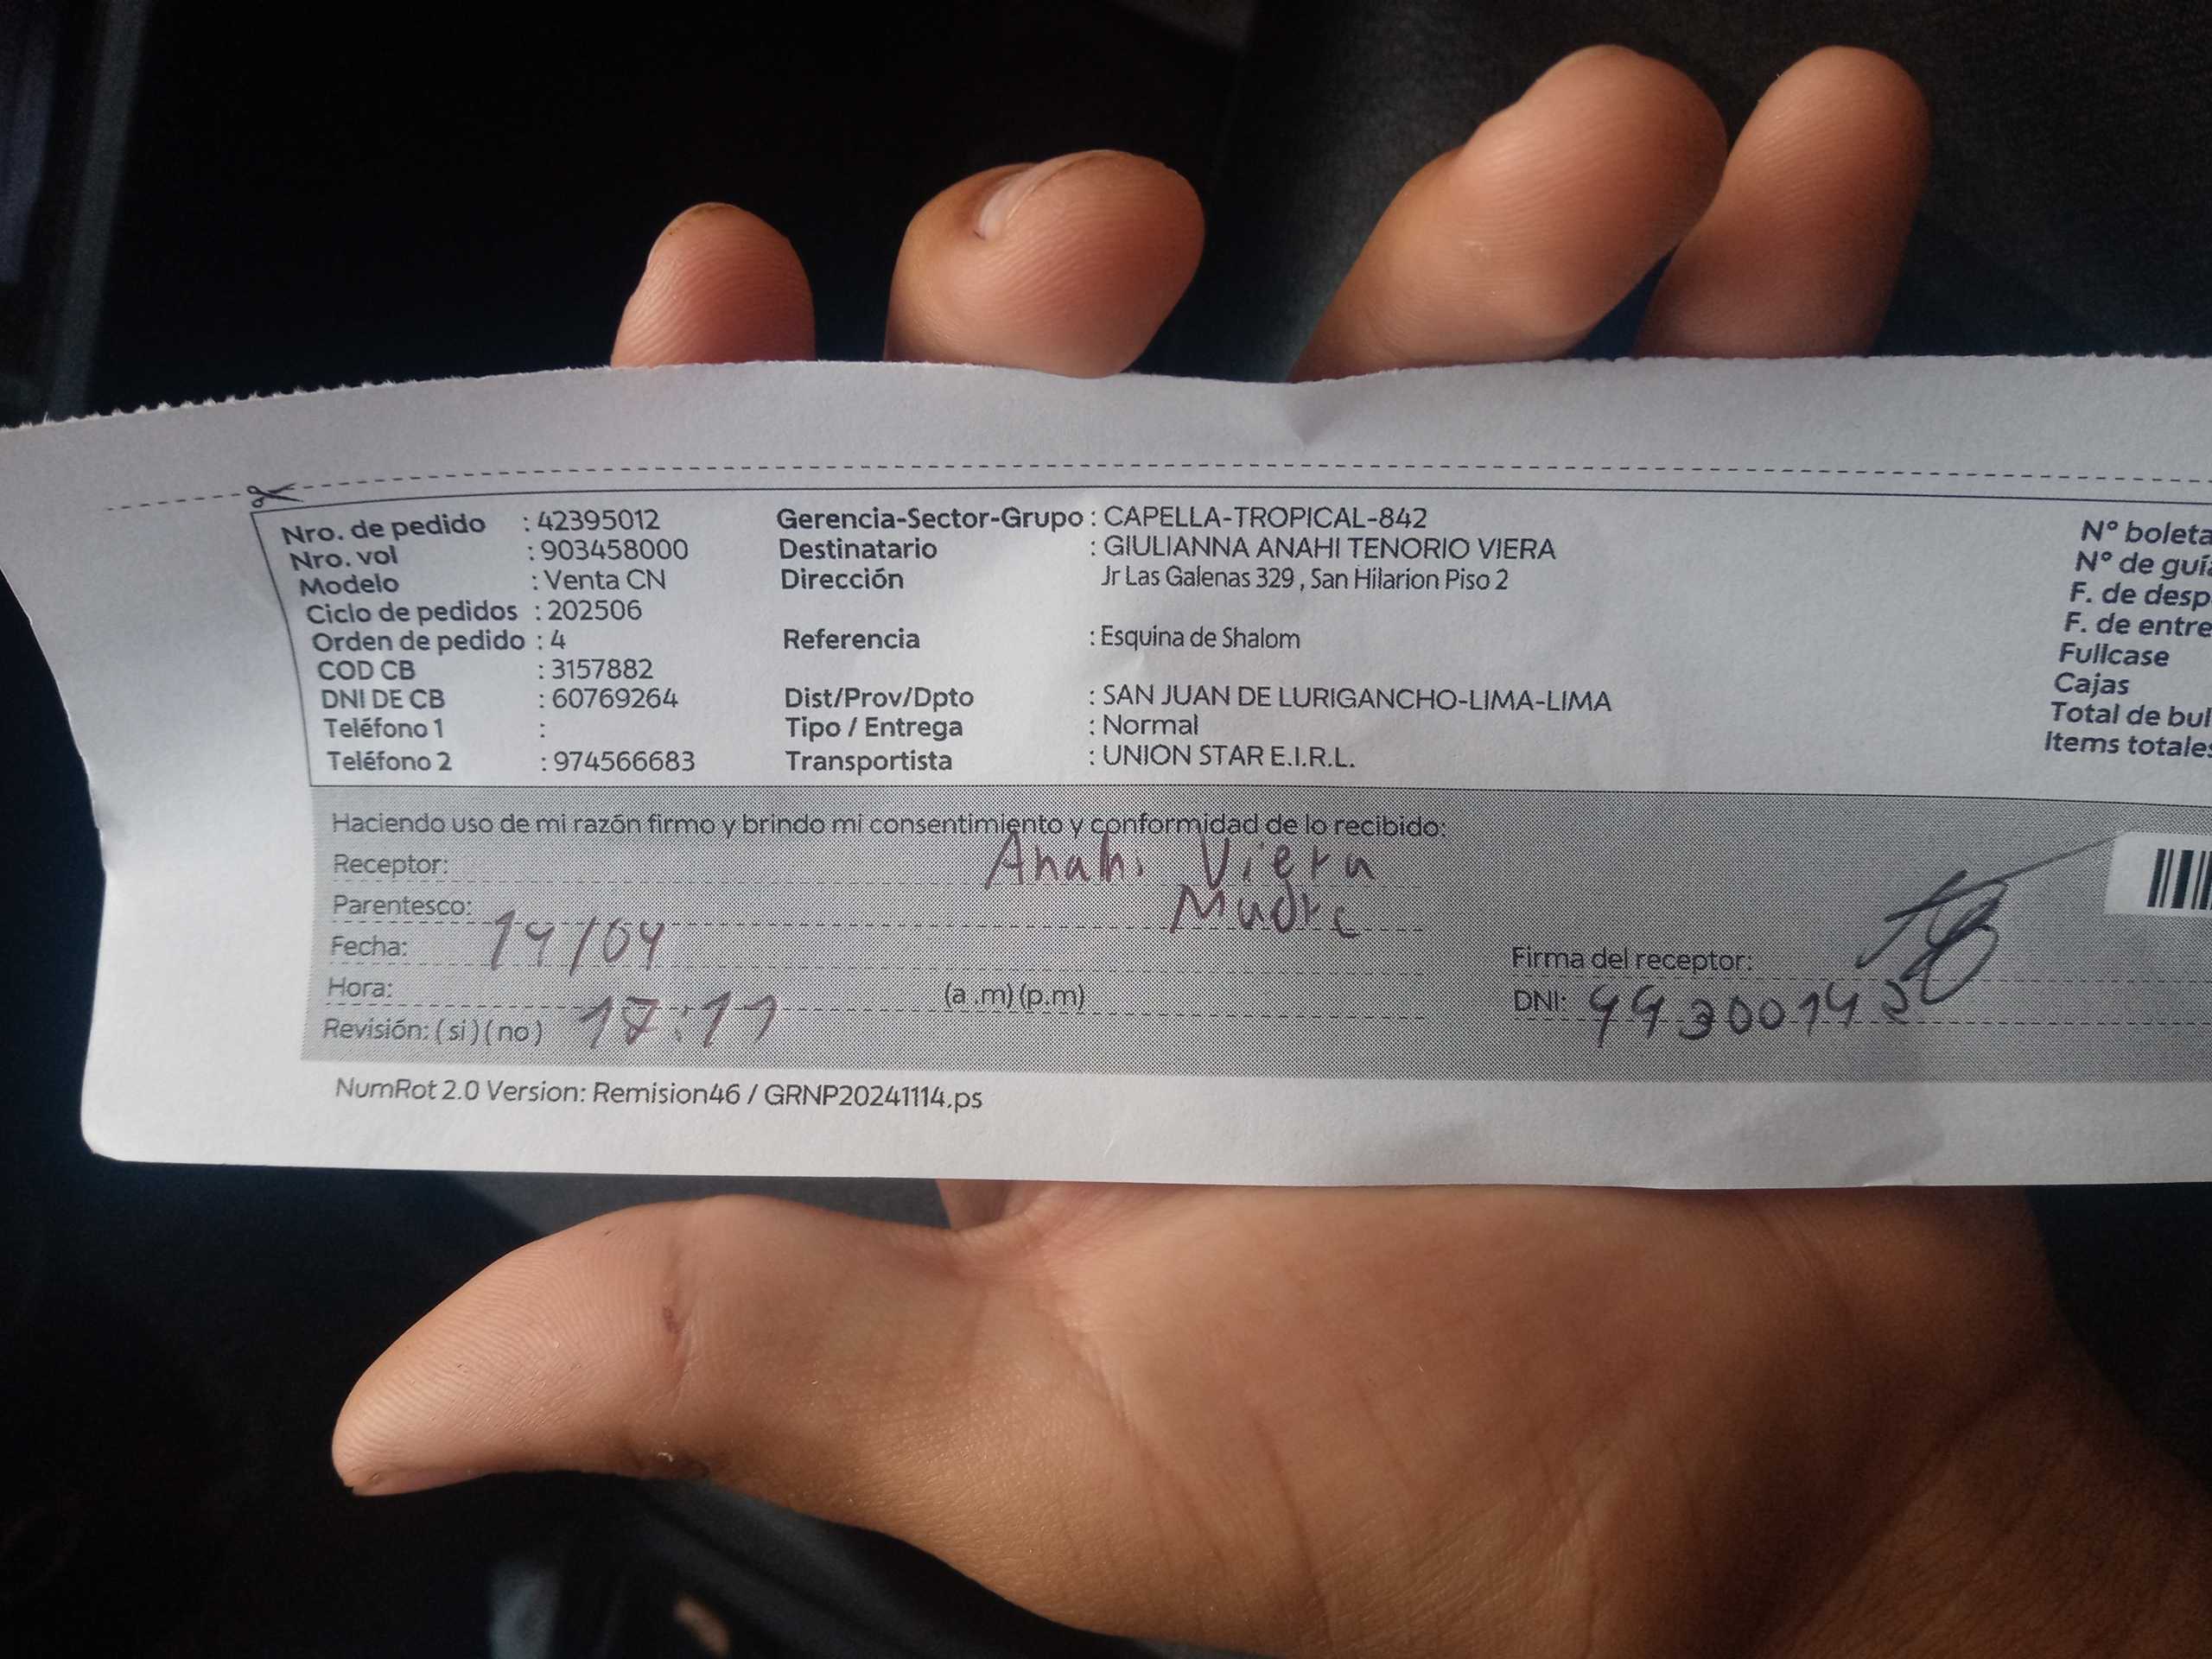 Nro. de pedido : 42395012
Nro. vol : 903458000
Modelo : Venta CN
Ciclo de pedidos : 202506
Orden de pedido : 4
COD CB : 3157882
DNI DE CB : 60769264
Teléfono 1 :
Teléfono 2 : 974566683
Gerencia-Sector-Grupo : CAPELLA-TROPICAL-842
Destinatario : GIULIANNA ANAHI TENORIO VIERA
Dirección Jr Las Galenas 329 , San Hilarion Piso 2
Referencia : Esquina de Shalom
Dist/Prov/Dpto : SAN JUAN DE LURIGANCHO-LIMA-LIMA
Tipo / Entrega : Normal
Transportista : UNION STAR E.I.R.L.
Nº boleta
Nº de guía
F. de desp
F. de entre
Fullcase
Cajas
Total de bul
Items totales
Haciendo uso de mi razón firmo y brindo mi consentimiento y conformidad de lo recibido:
Receptor: Anahi Viera
Parentesco: Madre
Fecha: 14/04
Hora: 17:11 (a .m) (p.m)
Revisión: ( si ) ( no )
Firma del receptor:
DNI:
NumRot 2.0 Version: Remision46 / GRNP20241114.ps